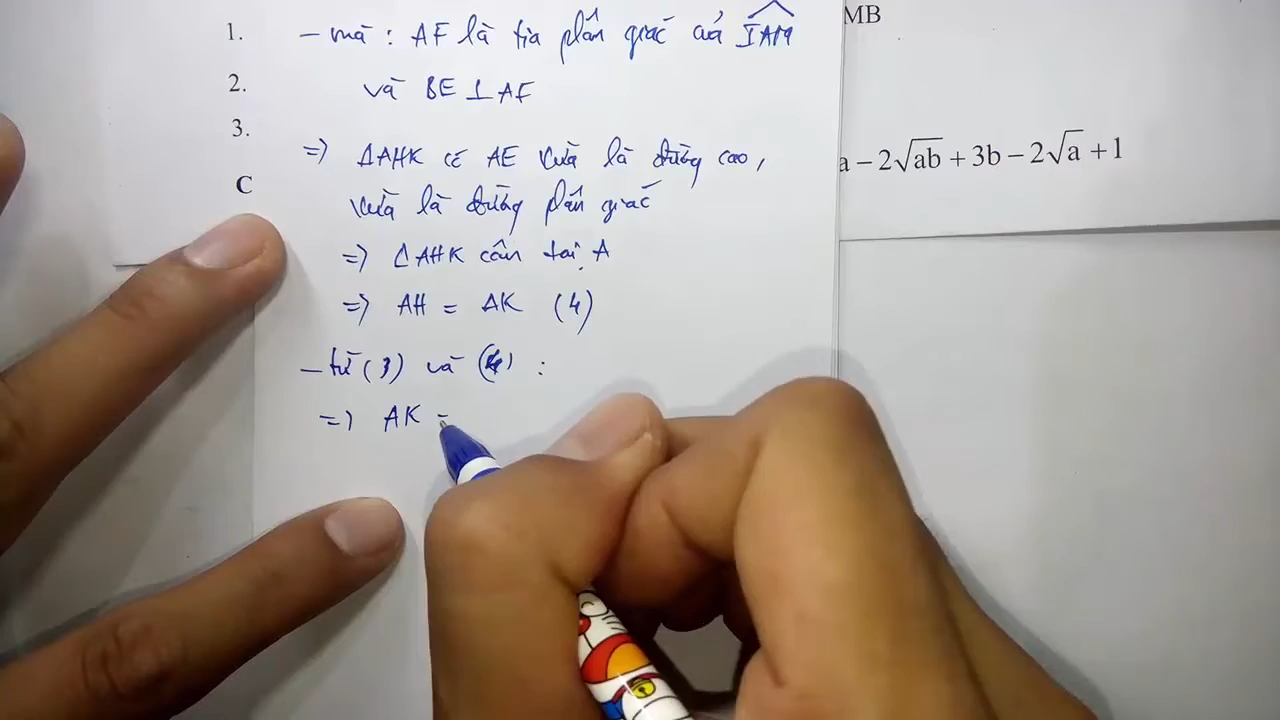 1.
2.
3.
C
- mà : AF là tia phân giác của IAM
và BE ⊥ AF
=> ΔAHK có AE vừa là đường cao,
vừa là đường phân giác
=> ΔAHK cân tại A
=> AH = AK (4)
- từ (3) và (4) :
=> AK =
MB
a − 2√ab + 3b − 2√a + 1